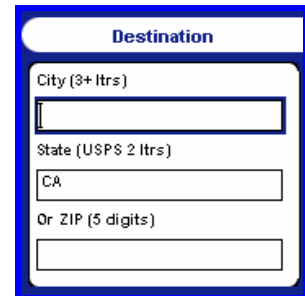 Destination
City (3+ ltrs)
State (USPS 2 ltrs)
CA
Or ZIP (5 digits)